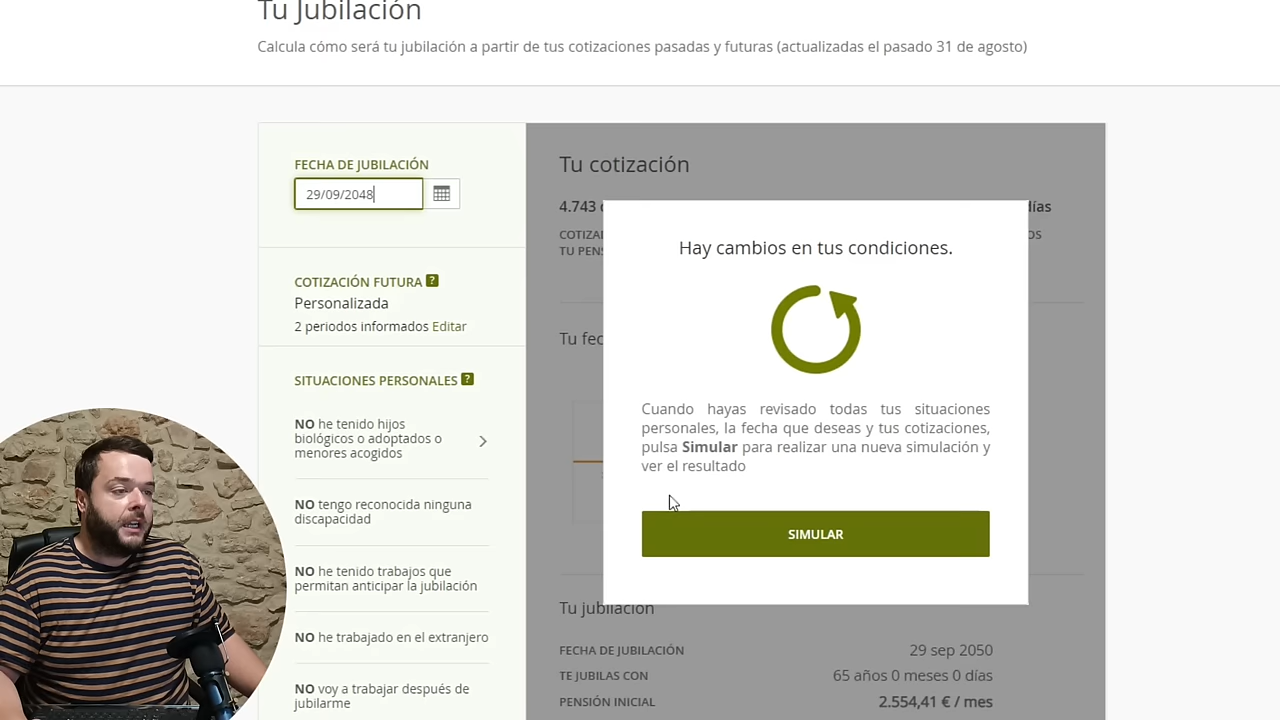 Tu Jubilación
Calcula cómo será tu jubilación a partir de tus cotizaciones pasadas y futuras (actualizadas el pasado 31 de agosto)
FECHA DE JUBILACIÓN
29/09/2048
COTIZACIÓN FUTURA ?
Personalizada
2 periodos informados Editar
SITUACIONES PERSONALES ?
NO he tenido hijos
biológicos o adoptados o
menores acogidos
NO tengo reconocida ninguna
discapacidad
NO he tenido trabajos que
permitan anticipar la jubilación
NO he trabajado en el extranjero
NO voy a trabajar después de
jubilarme
Tu cotización
4.743
TU
Tu
Hay cambios en tus condiciones.
Cuando hayas revisado todas tus situaciones
personales, la fecha que deseas y tus cotizaciones,
pulsa Simular para realizar una nueva simulación y
ver el resultado
SIMULAR
Tu jubilación
FECHA DE JUBILACIÓN 29 sep 2050
TE JUBILAS CON 65 años 0 meses 0 días
PENSIÓN INICIAL 2.554,41 € / mes